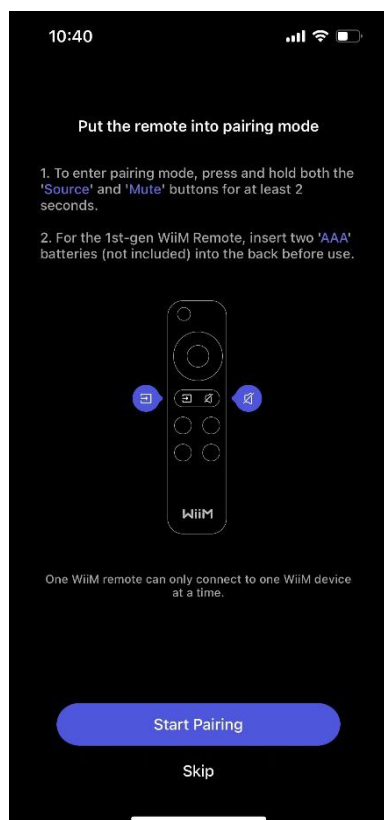 10:40
Put the remote into pairing mode
1. To enter pairing mode, press and hold both the
'Source' and 'Mute' buttons for at least 2
seconds.
2. For the 1st-gen WiiM Remote, insert two 'AAA'
batteries (not included) into the back before use.
WiiM
One WiiM remote can only connect to one WiiM device
at a time.
Start Pairing
Skip